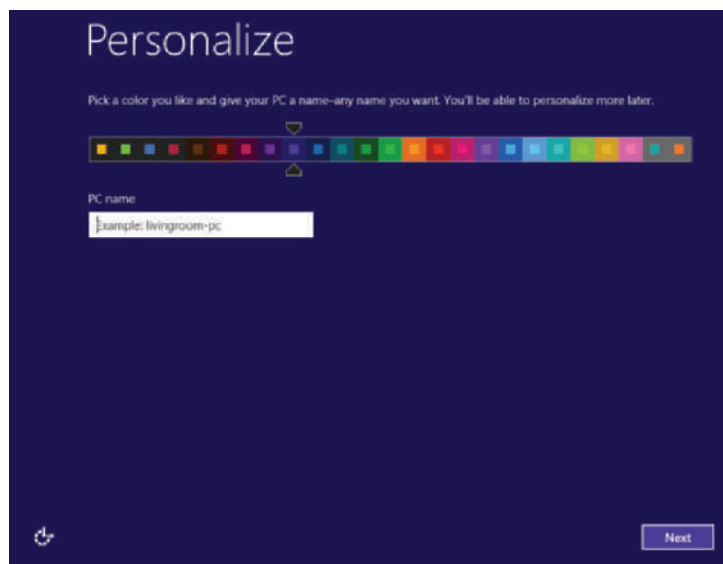 Personalize
Pick a color you like and give your PC a name–any name you want. You'll be able to personalize more later.
PC name
Example: livingroom-pc
Next